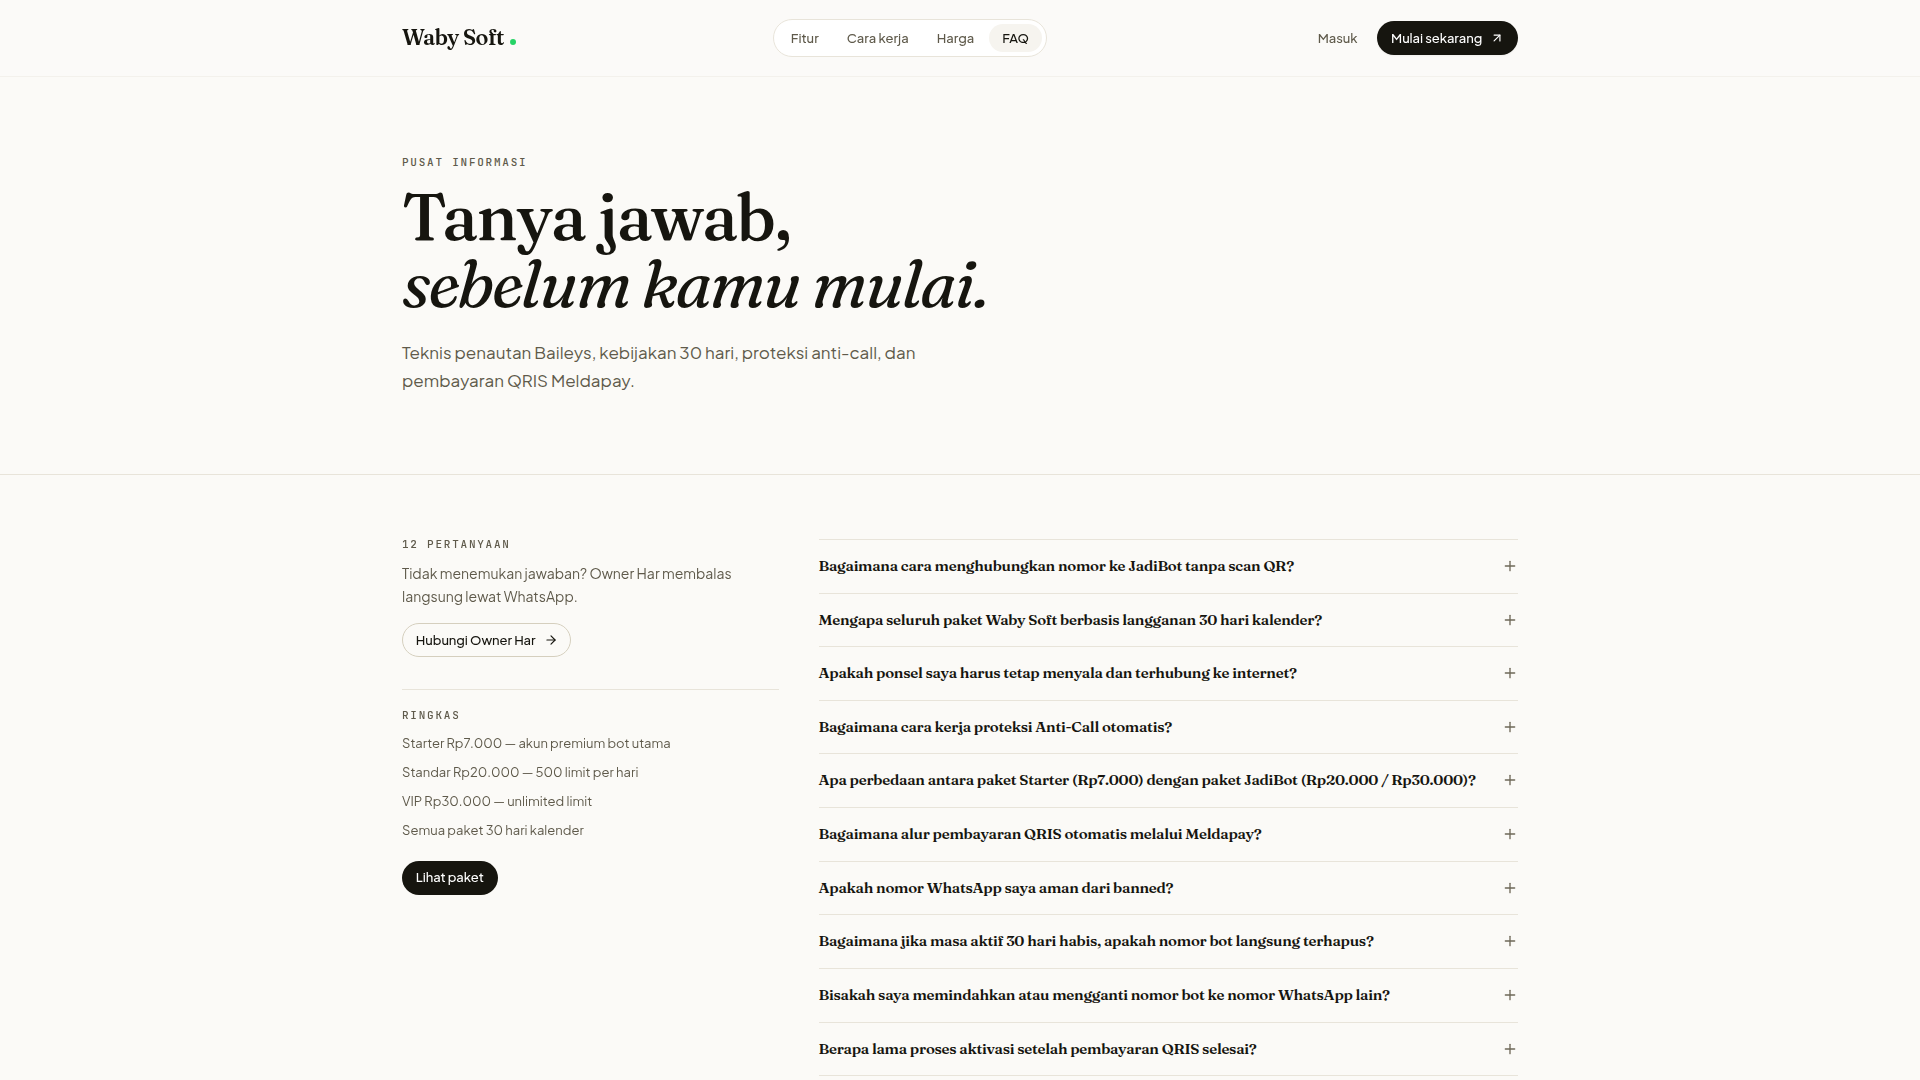 Waby Soft
Fitur
Cara kerja
Harga
FAQ
Masuk
Mulai sekarang
PUSAT INFORMASI
Tanya jawab,
sebelum kamu mulai.
Teknis penautan Baileys, kebijakan 30 hari, proteksi anti-call, dan
pembayaran QRIS Meldapay.
12 PERTANYAAN
Tidak menemukan jawaban? Owner Har membalas
langsung lewat WhatsApp.
Hubungi Owner Har
RINGKAS
Starter Rp7.000 — akun premium bot utama
Standar Rp20.000 — 500 limit per hari
VIP Rp30.000 — unlimited limit
Semua paket 30 hari kalender
Lihat paket
Bagaimana cara menghubungkan nomor ke JadiBot tanpa scan QR?
Mengapa seluruh paket Waby Soft berbasis langganan 30 hari kalender?
Apakah ponsel saya harus tetap menyala dan terhubung ke internet?
Bagaimana cara kerja proteksi Anti-Call otomatis?
Apa perbedaan antara paket Starter (Rp7.000) dengan paket JadiBot (Rp20.000 / Rp30.000)?
Bagaimana alur pembayaran QRIS otomatis melalui Meldapay?
Apakah nomor WhatsApp saya aman dari banned?
Bagaimana jika masa aktif 30 hari habis, apakah nomor bot langsung terhapus?
Bisakah saya memindahkan atau mengganti nomor bot ke nomor WhatsApp lain?
Berapa lama proses aktivasi setelah pembayaran QRIS selesai?